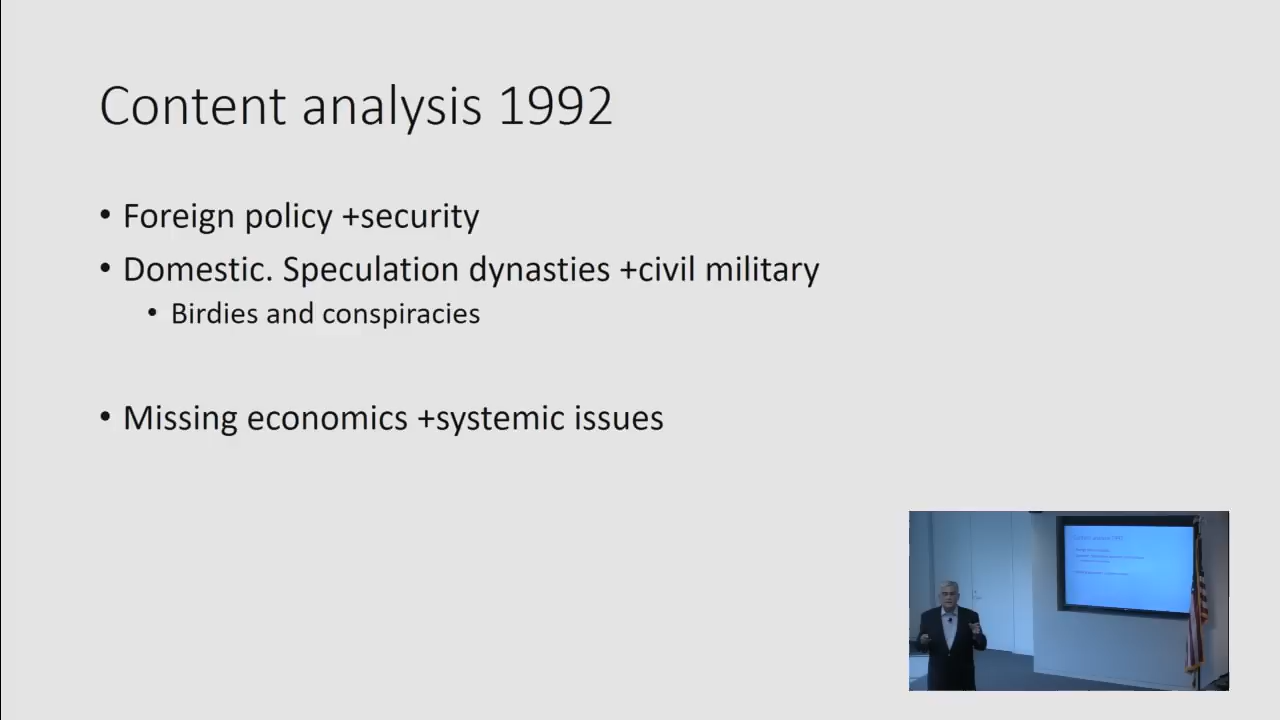 Content analysis 1992
• Foreign policy +security
• Domestic. Speculation dynasties +civil military
• Birdies and conspiracies
• Missing economics +systemic issues